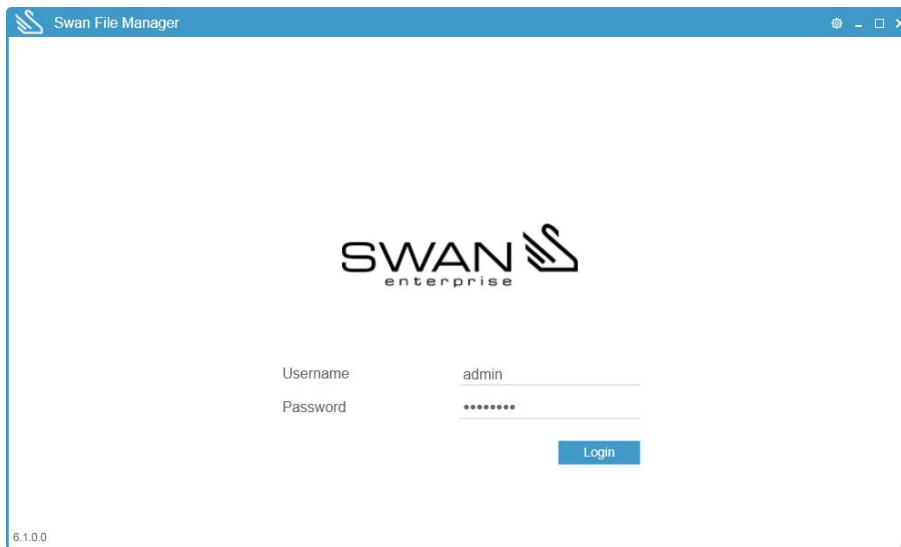 Swan File Manager
SWAN
enterprise
Username admin
Password ••••••••
Login
6.1.0.0